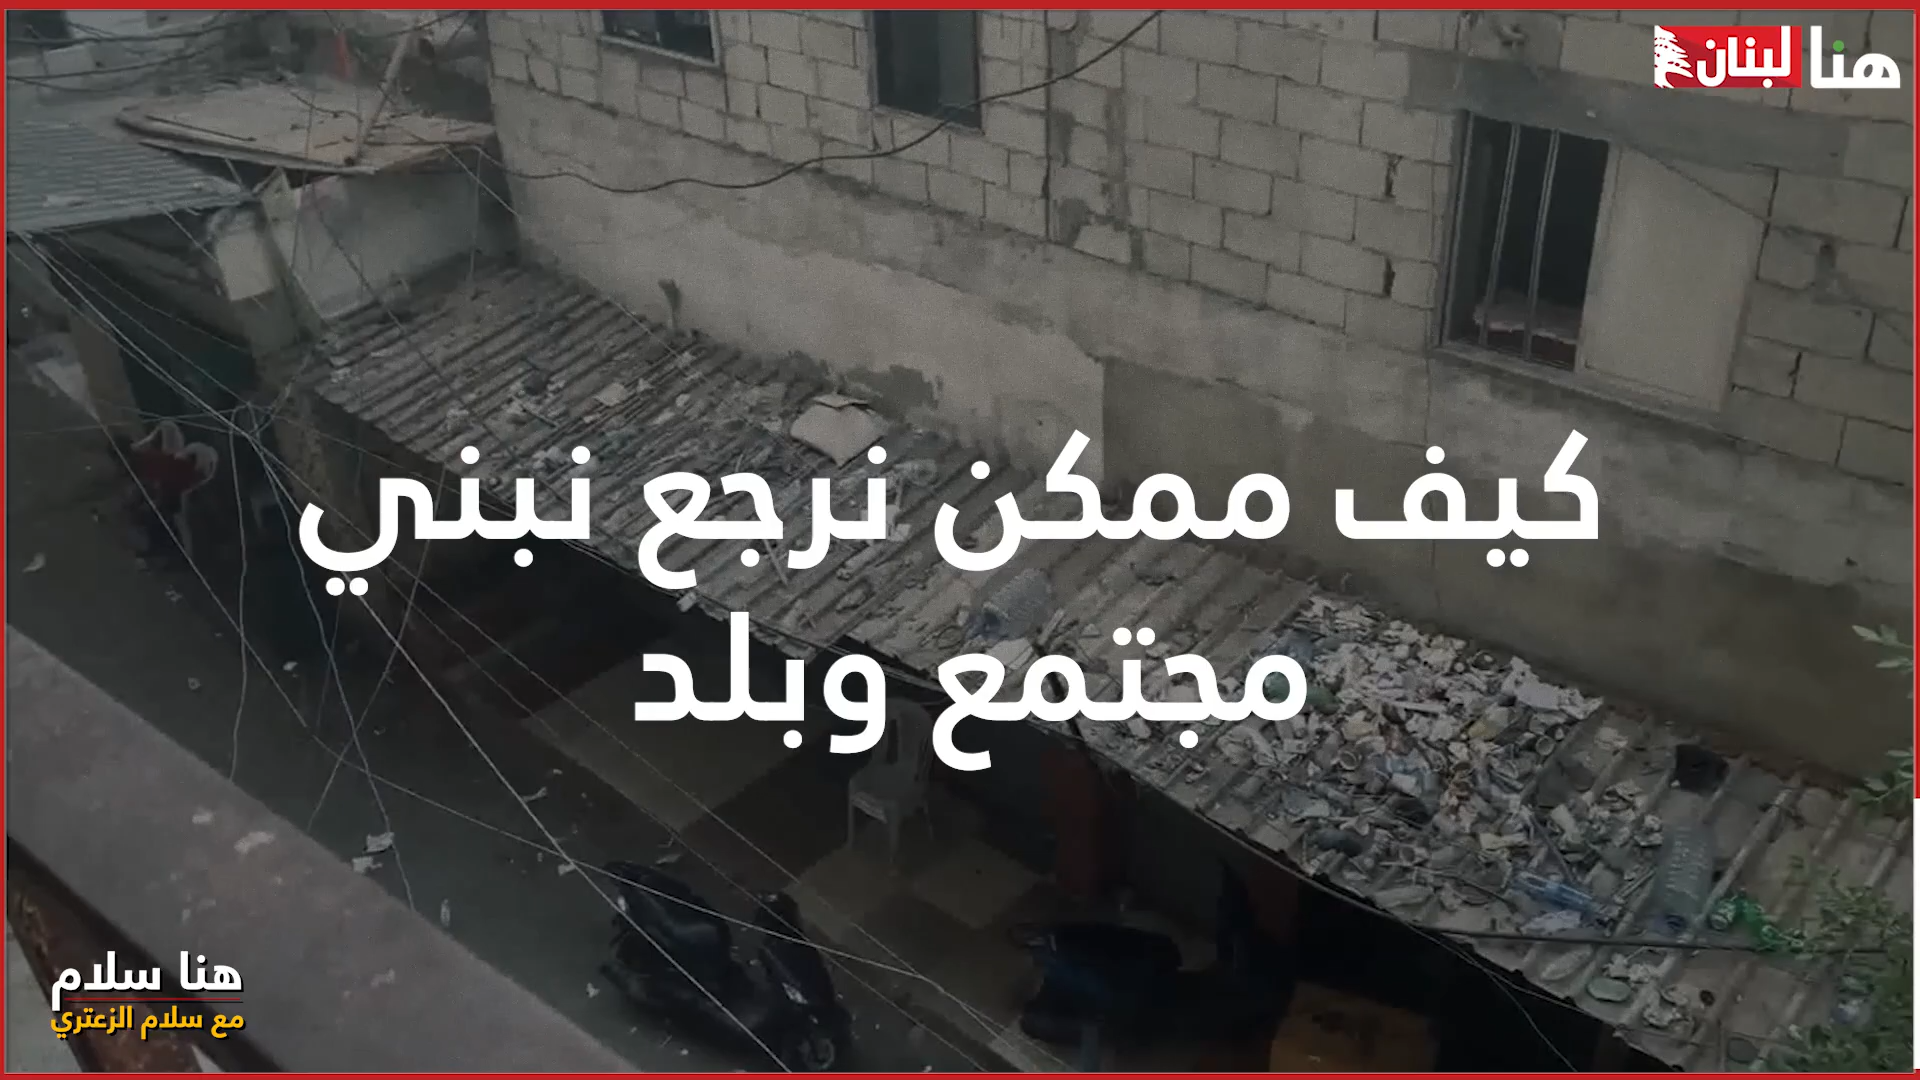 هنا لبنان
كيف ممكن نرجع نبني
مجتمع وبلد
هنا سلام
مع سلام الزعتري